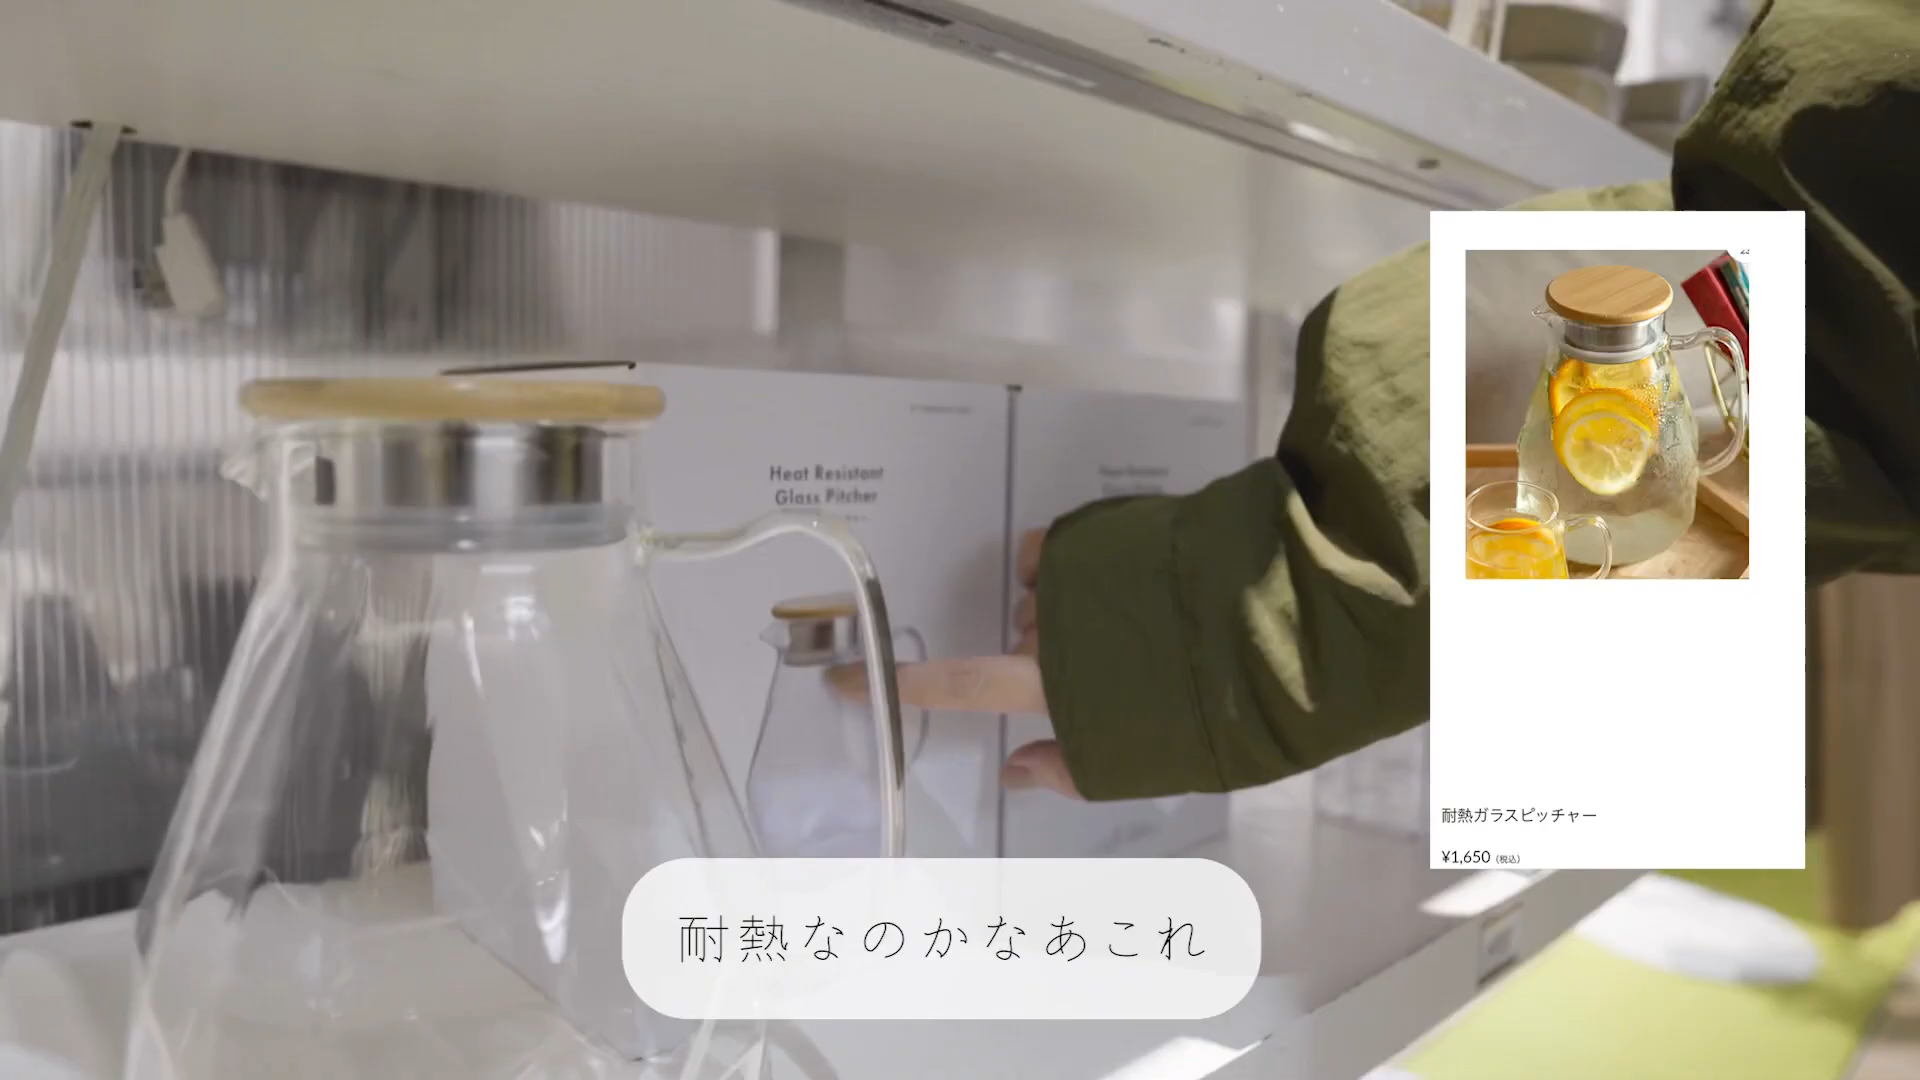 Heat Resistant
Glass Pitcher
耐熱ガラスピッチャー
¥1,650 (税込)
耐熱なのかなあこれ